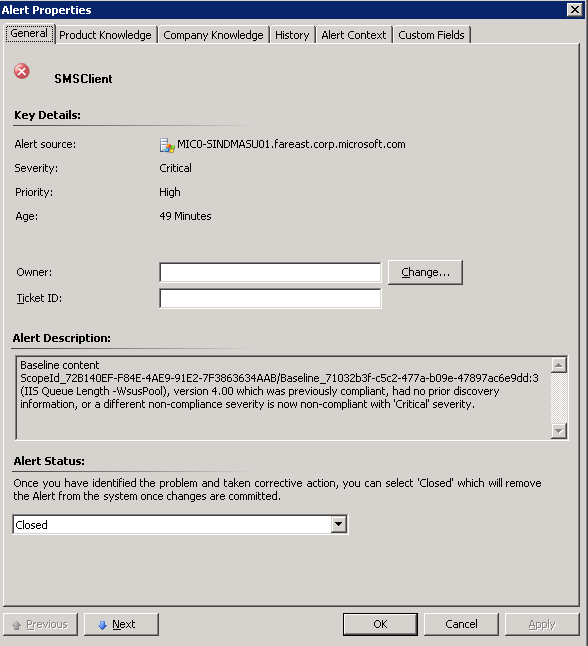 Alert Properties
General Product Knowledge Company Knowledge History Alert Context Custom Fields
SMSClient
Key Details:
Alert source: MIC0-SINDMASU01.fareast.corp.microsoft.com
Severity: Critical
Priority: High
Age: 49 Minutes
Owner: Change...
Ticket ID:
Alert Description:
Baseline content
ScopeId_72B140EF-F84E-4AE9-91E2-7F3863634AAB/Baseline_71032b3f-c5c2-477a-b09e-47897ac6e9dd:3
(IIS Queue Length -WsusPool), version 4.00 which was previously compliant, had no prior discovery
information, or a different non-compliance severity is now non-compliant with 'Critical' severity.
Alert Status:
Once you have identified the problem and taken corrective action, you can select 'Closed' which will remove
the Alert from the system once changes are committed.
Closed
Previous Next OK Cancel Apply